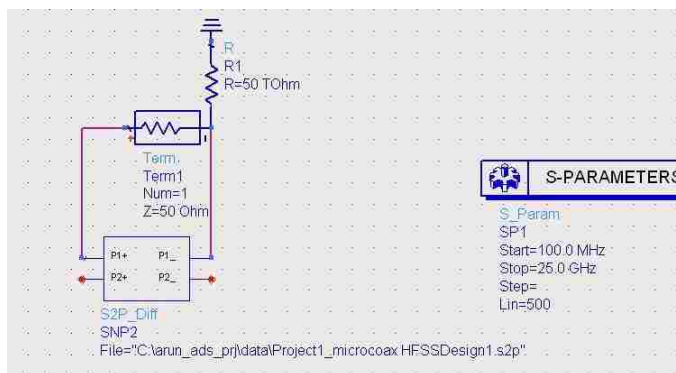 R
R1
R=50 TOhm
+
Term
Term1
Num=1
Z=50 Ohm
P1+ P1_
P2+ P2_
S2P_Diff
SNP2
File="C:\arun_ads_prj\data\Project1_microcoax HFSSDesign1.s2p"
S-PARAMETERS
S_Param
SP1
Start=100.0 MHz
Stop=25.0 GHz
Step=
Lin=500